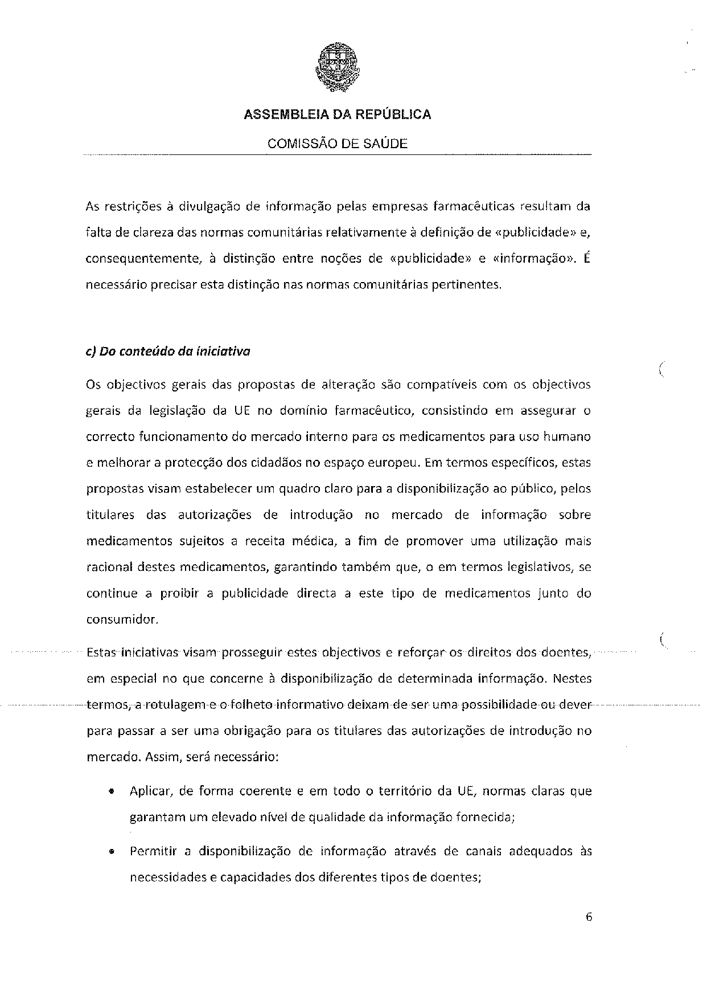 ASSEMBLEIA DA REPÚBLICA
COMISSÃO DE SAÚDE
As restrições à divulgação de informação pelas empresas farmacêuticas resultam da
falta de clareza das normas comunitárias relativamente à definição de «publicidade» e,
consequentemente, à distinção entre noções de «publicidade» e «informação». É
necessário precisar esta distinção nas normas comunitárias pertinentes.
c) Do conteúdo da iniciativa
Os objectivos gerais das propostas de alteração são compatíveis com os objectivos
gerais da legislação da UE no domínio farmacêutico, consistindo em assegurar o
correcto funcionamento do mercado interno para os medicamentos para uso humano
e melhorar a protecção dos cidadãos no espaço europeu. Em termos específicos, estas
propostas visam estabelecer um quadro claro para a disponibilização ao público, pelos
titulares das autorizações de introdução no mercado de informação sobre
medicamentos sujeitos a receita médica, a fim de promover uma utilização mais
racional destes medicamentos, garantindo também que, o em termos legislativos, se
continue a proibir a publicidade directa a este tipo de medicamentos junto do
consumidor.
Estas iniciativas visam prosseguir estes objectivos e reforçar os direitos dos doentes,
em especial no que concerne à disponibilização de determinada informação. Nestes
termos, a rotulagem e o folheto informativo deixam de ser uma possibilidade ou dever
para passar a ser uma obrigação para os titulares das autorizações de introdução no
mercado. Assim, será necessário:
• Aplicar, de forma coerente e em todo o território da UE, normas claras que
garantam um elevado nível de qualidade da informação fornecida;
• Permitir a disponibilização de informação através de canais adequados às
necessidades e capacidades dos diferentes tipos de doentes;
6